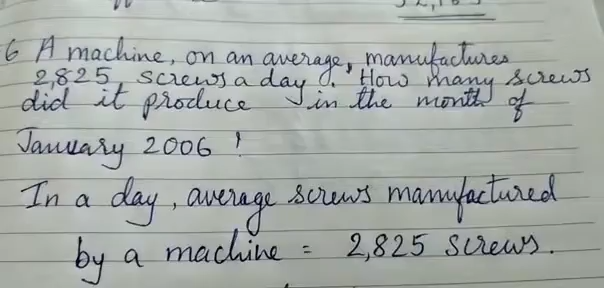 6 A machine, on an average, manufactures
2,825 screws a day. How many screws
did it produce in the month of
January 2006 !
In a day, average screws manufactured
by a machine = 2,825 screws.